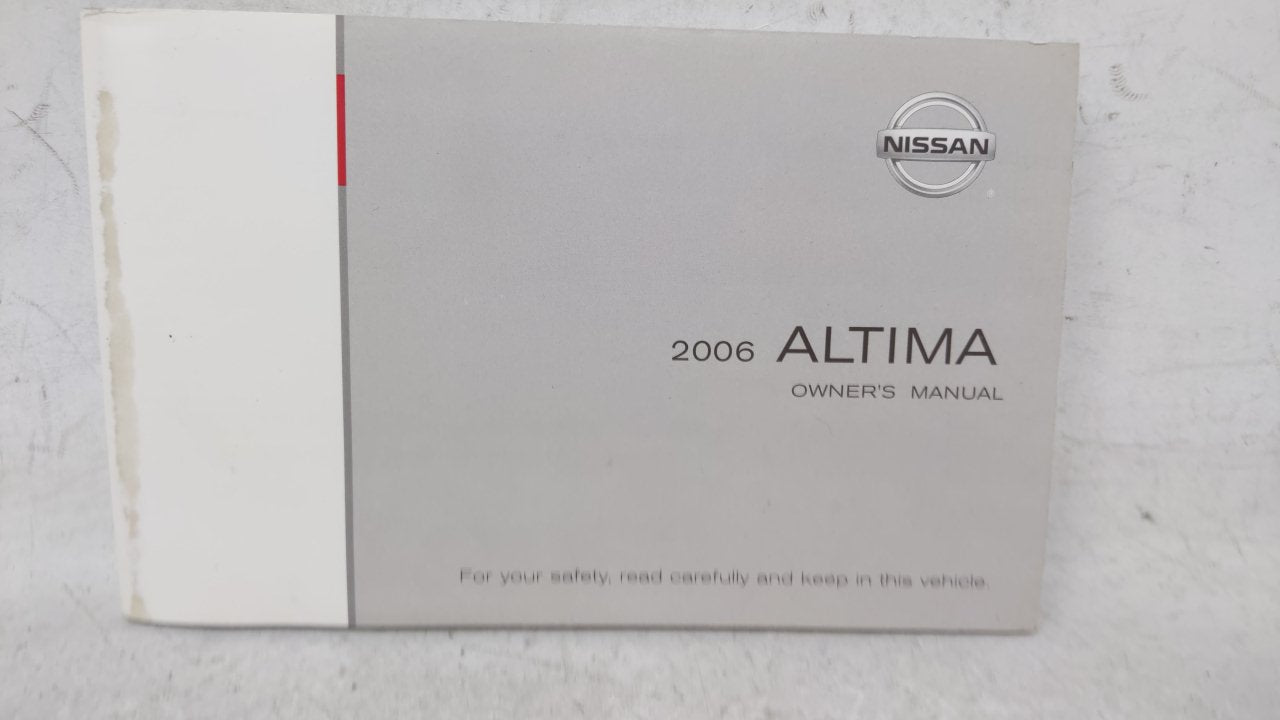 NISSAN
2006 ALTIMA
OWNER'S MANUAL
For your safety, read carefully and keep in this vehicle.